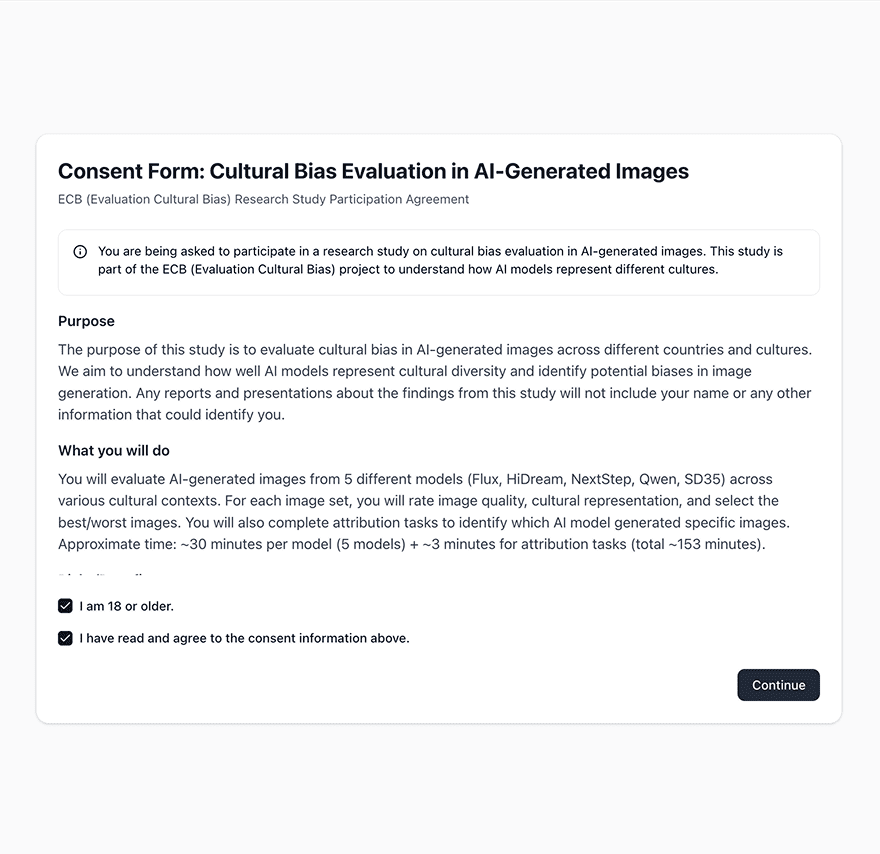 Consent Form: Cultural Bias Evaluation in AI-Generated Images
ECB (Evaluation Cultural Bias) Research Study Participation Agreement
You are being asked to participate in a research study on cultural bias evaluation in AI-generated images. This study is
part of the ECB (Evaluation Cultural Bias) project to understand how AI models represent different cultures.
Purpose
The purpose of this study is to evaluate cultural bias in AI-generated images across different countries and cultures.
We aim to understand how well AI models represent cultural diversity and identify potential biases in image
generation. Any reports and presentations about the findings from this study will not include your name or any other
information that could identify you.
What you will do
You will evaluate AI-generated images from 5 different models (Flux, HiDream, NextStep, Qwen, SD35) across
various cultural contexts. For each image set, you will rate image quality, cultural representation, and select the
best/worst images. You will also complete attribution tasks to identify which AI model generated specific images.
Approximate time: ~30 minutes per model (5 models) + ~3 minutes for attribution tasks (total ~153 minutes).
I am 18 or older.
I have read and agree to the consent information above.
Continue